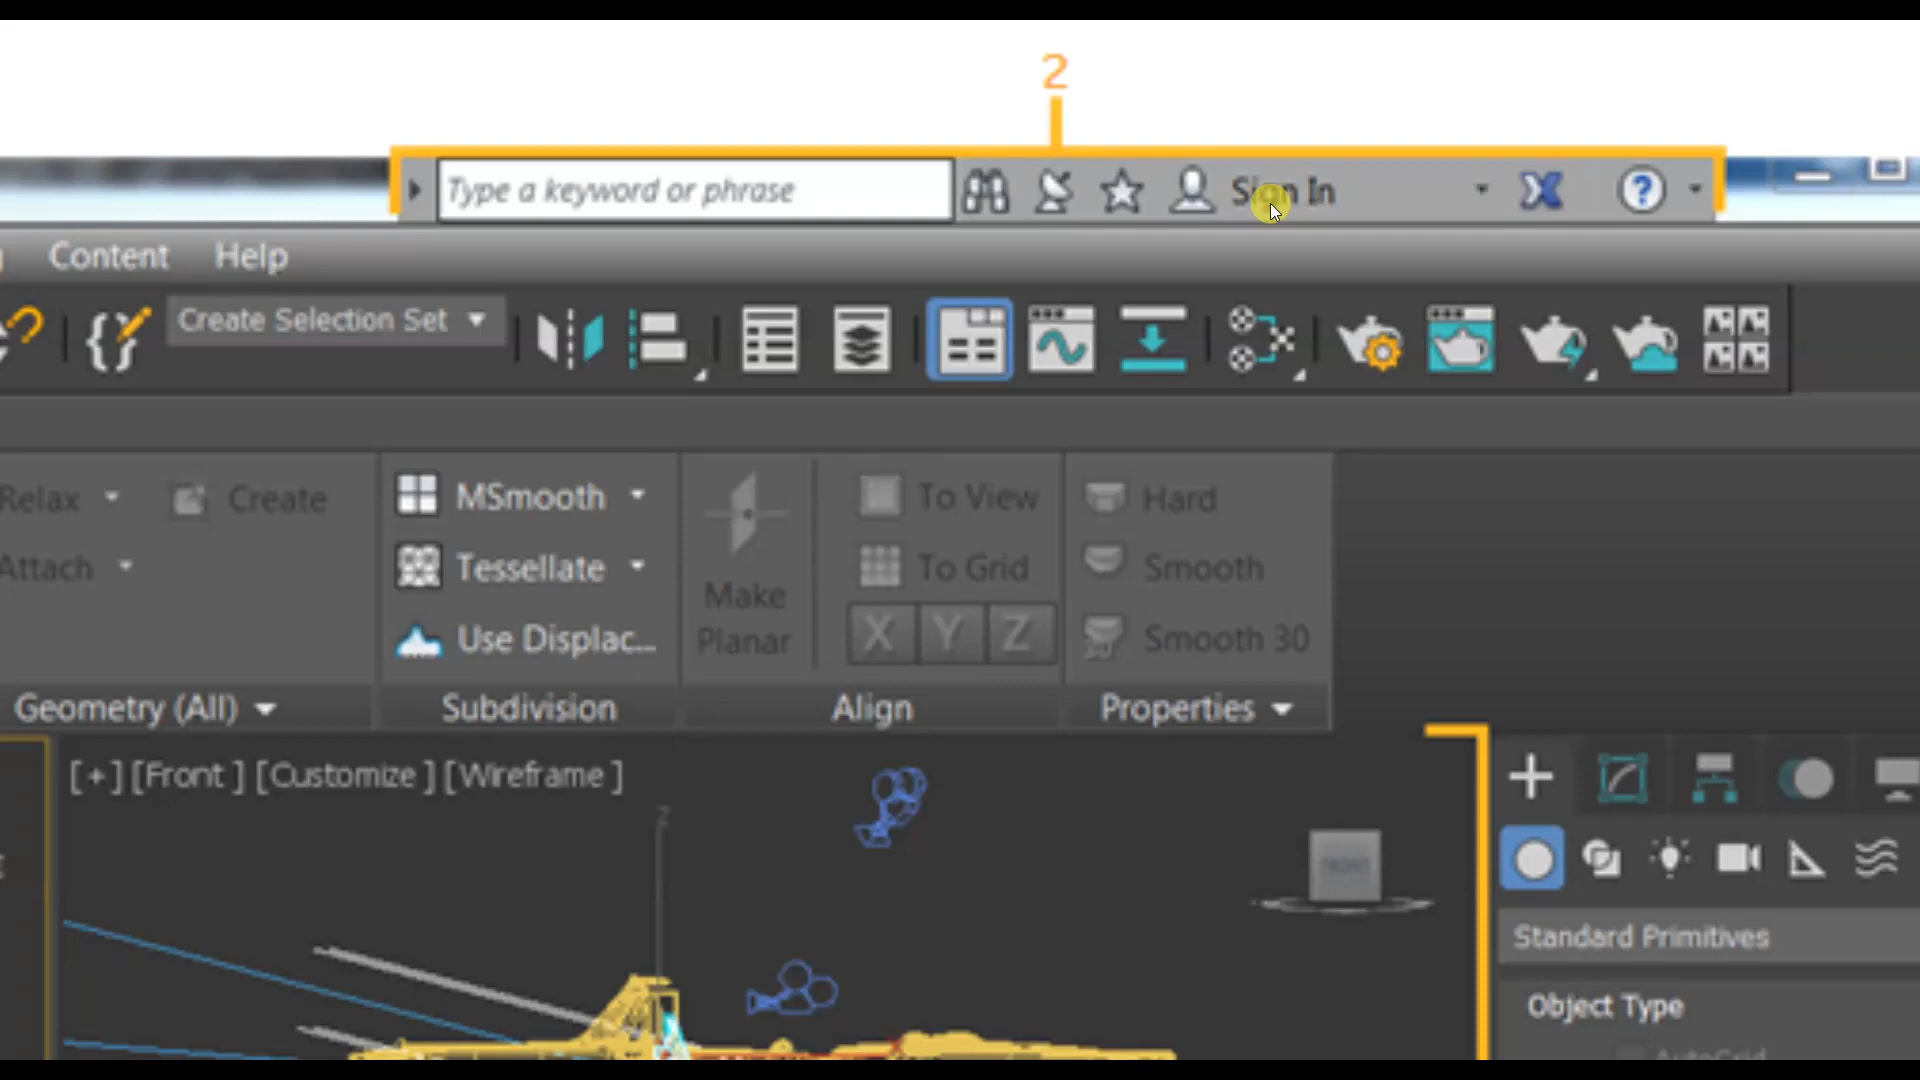 2
Type a keyword or phrase
Sign In
?
Content Help
Create Selection Set
Relax Create
Attach
MSmooth
Tessellate
Use Displac...
Make
Planar
To View
To Grid
X Y Z
Hard
Smooth
Smooth 30
Geometry (All) Subdivision Align Properties
[+] [Front ] [Customize ] [Wireframe ]
Z
FRONT
Standard Primitives
Object Type
AutoGrid